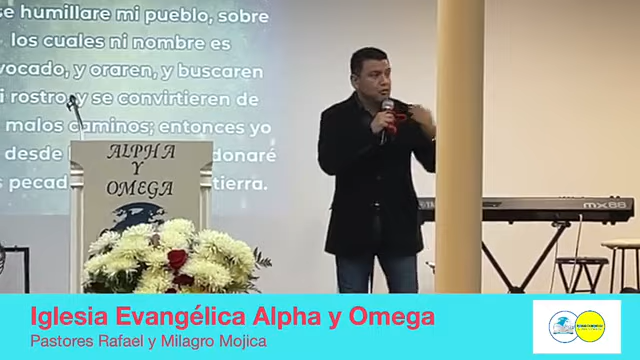 se humillare mi pueblo, sobre
los cuales ni nombre es
vocado, y oraren, y buscaren
i rostro, y se convirtieren de
malos caminos; entonces yo
desde donaré
pecad tierra.
ALPHA
Y
OMEGA
MX88
Iglesia Evangélica Alpha y Omega
Pastores Rafael y Milagro Mojica